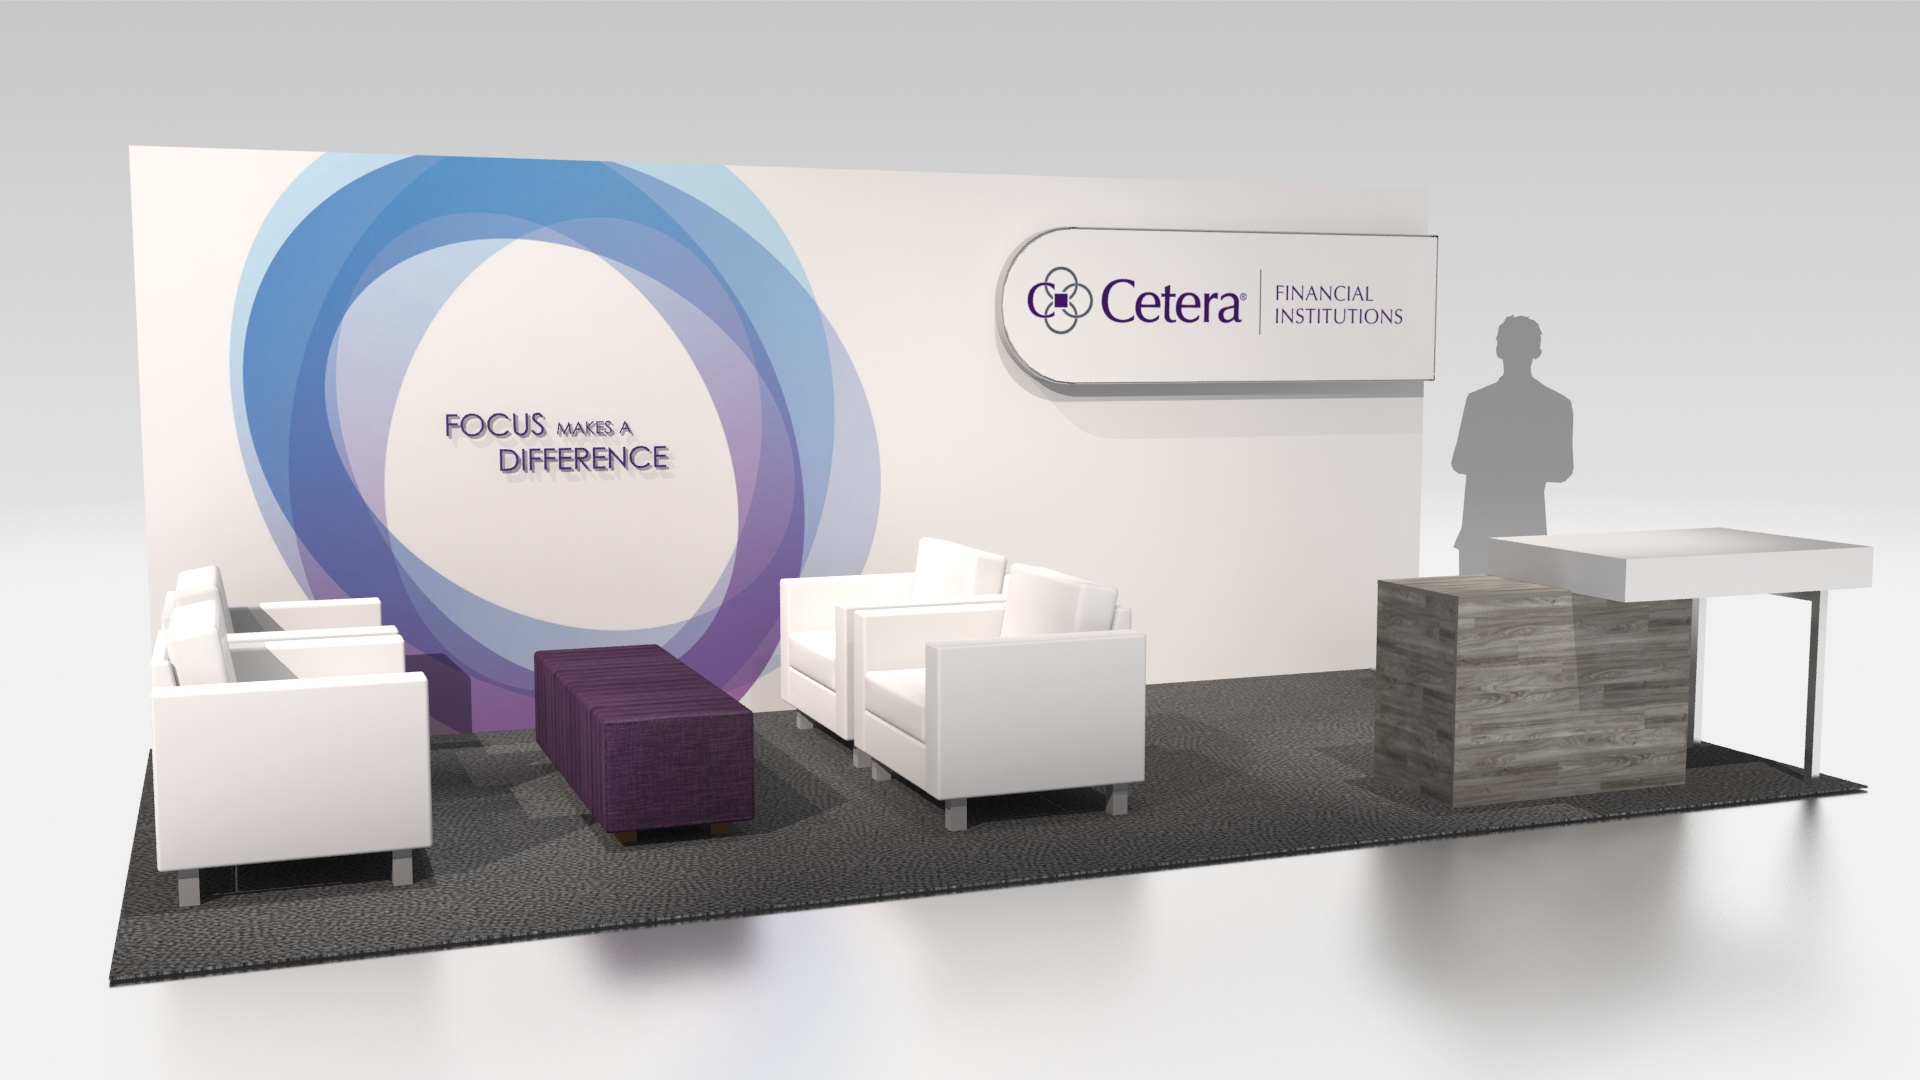 FOCUS MAKES A
DIFFERENCE
Cetera®
FINANCIAL
INSTITUTIONS